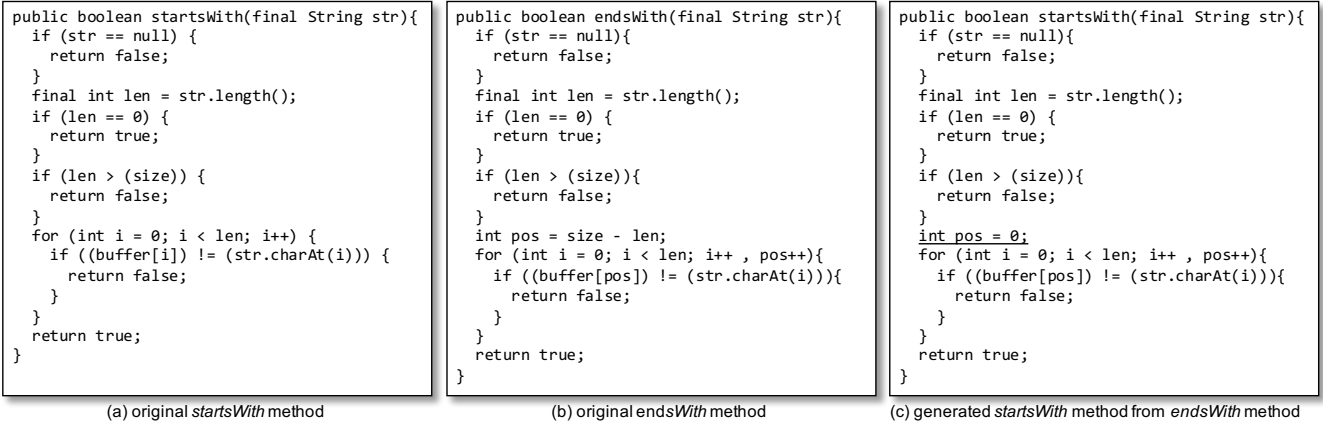 public boolean startsWith(final String str){
  if (str == null) {
    return false;
  }
  final int len = str.length();
  if (len == 0) {
    return true;
  }
  if (len > (size)) {
    return false;
  }
  for (int i = 0; i < len; i++) {
    if ((buffer[i]) != (str.charAt(i))) {
      return false;
    }
  }
  return true;
}
(a) original startsWith method
public boolean endsWith(final String str){
  if (str == null){
    return false;
  }
  final int len = str.length();
  if (len == 0) {
    return true;
  }
  if (len > (size)){
    return false;
  }
  int pos = size - len;
  for (int i = 0; i < len; i++ , pos++){
    if ((buffer[pos]) != (str.charAt(i))){
      return false;
    }
  }
  return true;
}
(b) original endsWith method
public boolean startsWith(final String str){
  if (str == null){
    return false;
  }
  final int len = str.length();
  if (len == 0) {
    return true;
  }
  if (len > (size)){
    return false;
  }
  int pos = 0;
  for (int i = 0; i < len; i++ , pos++){
    if ((buffer[pos]) != (str.charAt(i))){
      return false;
    }
  }
  return true;
}
(c) generated startsWith method from endsWith method